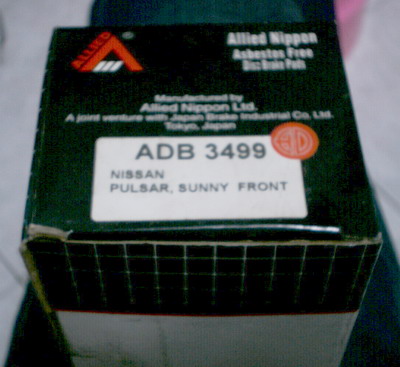 ALLIED
Allied Nippon
Asbestos Free
Disc Brake Pads
Manufactured by
Allied Nippon Ltd.
A joint venture with Japan Brake Industrial Co. Ltd.
Tokyo, Japan
ADB 3499
NISSAN
PULSAR, SUNNY FRONT